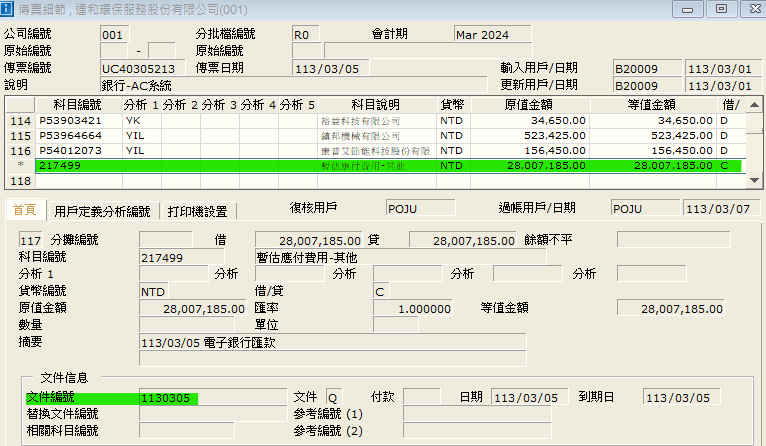 傳票細節 , 達和環保服務股份有限公司(001)
公司編號 001 分批檔編號 R0 會計期 Mar 2024
原始編號 - 原始編號
傳票編號 UC40305213 傳票日期 113/03/05 輸入用戶/日期 B20009 113/03/01
說明 銀行-AC系統 更新用戶/日期 B20009 113/03/01
科目編號 分析 1 分析 2 分析 3 分析 4 分析 5 科目說明 貨幣 原值金額 等值金額 借/
114 P53903421 YK 裕益科技有限公司 NTD 34,650.00 34,650.00 D
115 P53964664 YIL 鎮邦機械有限公司 NTD 523,425.00 523,425.00 D
116 P54012073 YIL 康普艾節能科技股份有限 NTD 156,450.00 156,450.00 D
* 217499 暫估應付費用-其他 NTD 28,007,185.00 28,007,185.00 C
118
首頁 用戶定義分析編號 打印機設置 復核用戶 POJU 過帳用戶/日期 POJU 113/03/07
117 分攤編號 借 28,007,185.00 貸 28,007,185.00 餘額不平
科目編號 217499 暫估應付費用-其他
分析 1 分析 分析 分析 分析
貨幣編號 NTD 借/貸 C
原值金額 28,007,185.00 匯率 1.000000 等值金額 28,007,185.00
數量 單位
摘要 113/03/05 電子銀行匯款
文件信息
文件編號 1130305 文件 Q 付款 日期 113/03/05 到期日 113/03/05
替換文件編號 參考編號 (1)
相關科目編號 參考編號 (2)